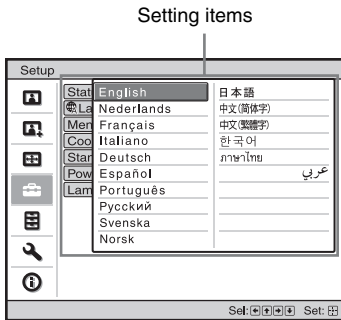 Setting items
Setup
Stat
La
Men
Coo
Star
Pow
Lam
English
Nederlands
Français
Italiano
Deutsch
Español
Português
Русский
Svenska
Norsk
日本語
中文(简体字)
中文(繁體字)
한국어
ภาษาไทย
عربي
Sel: Set: